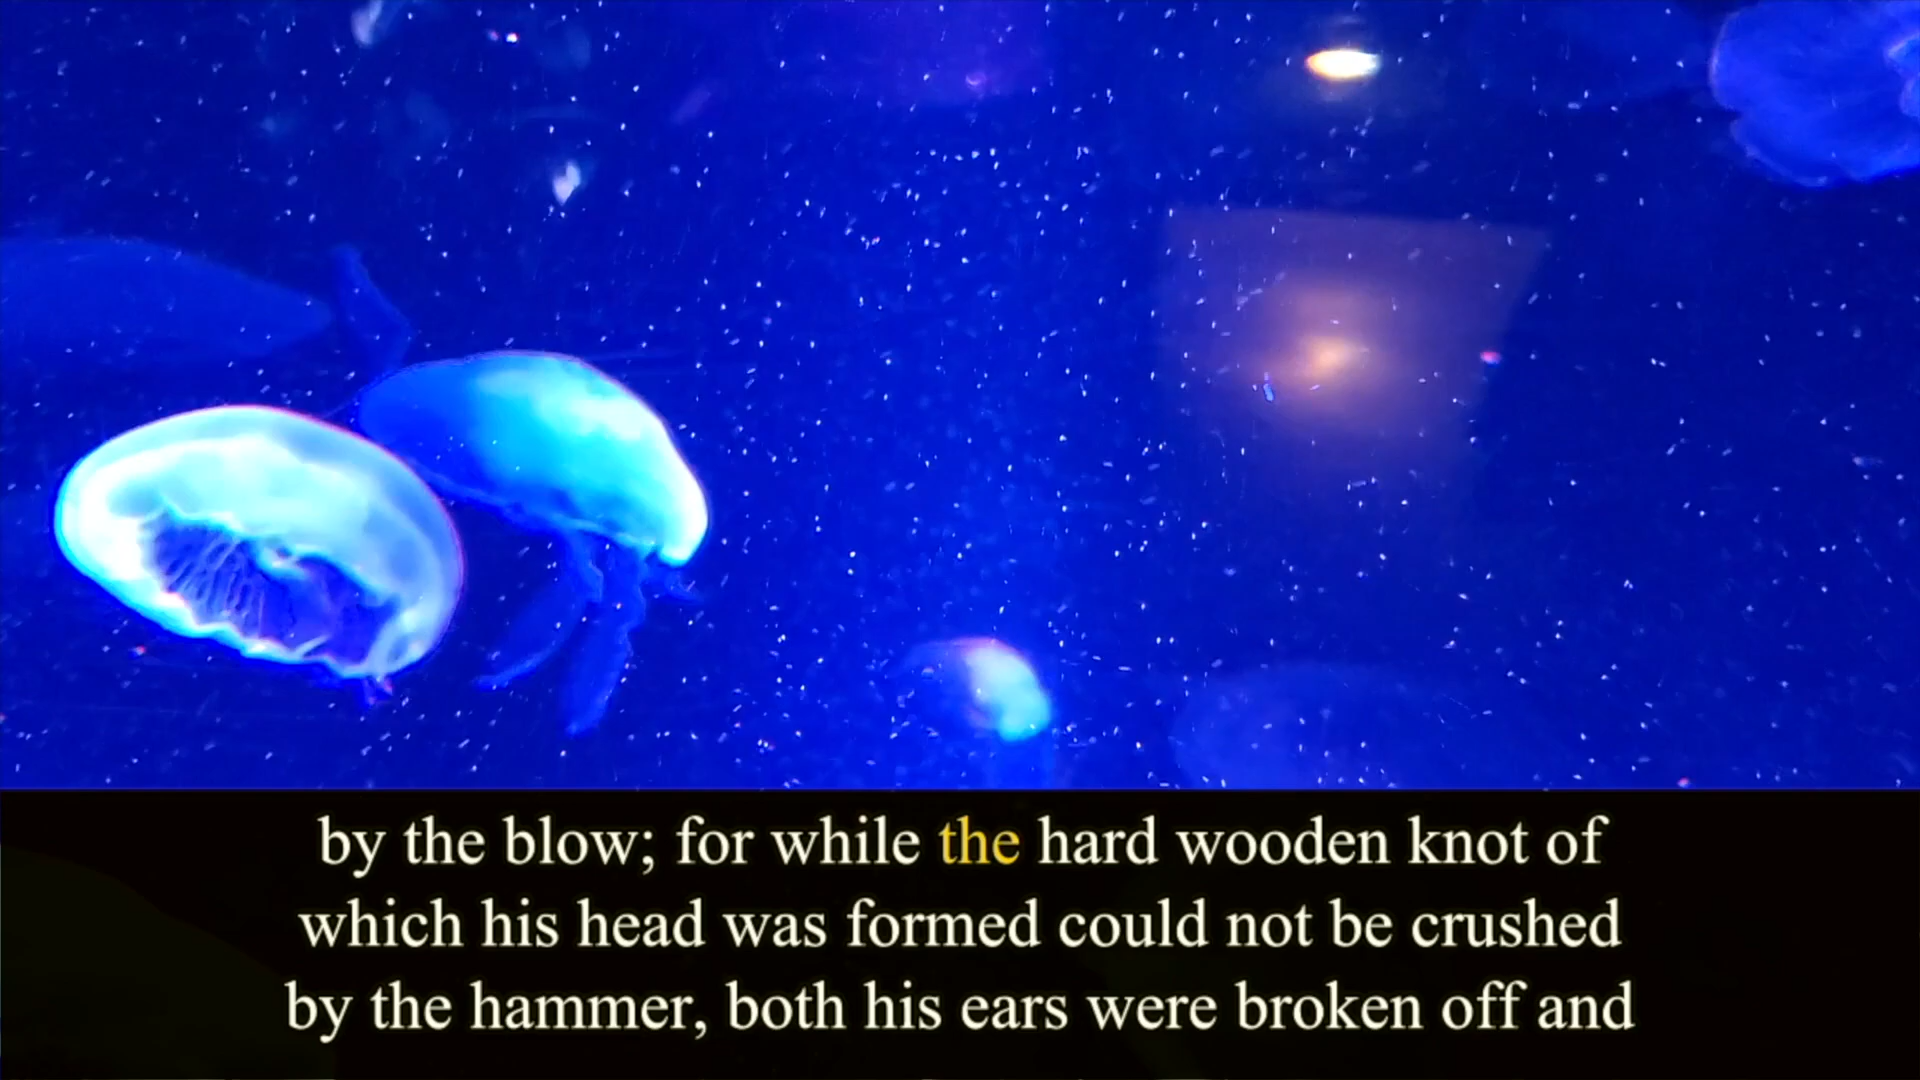 by the blow; for while the hard wooden knot of
which his head was formed could not be crushed
by the hammer, both his ears were broken off and